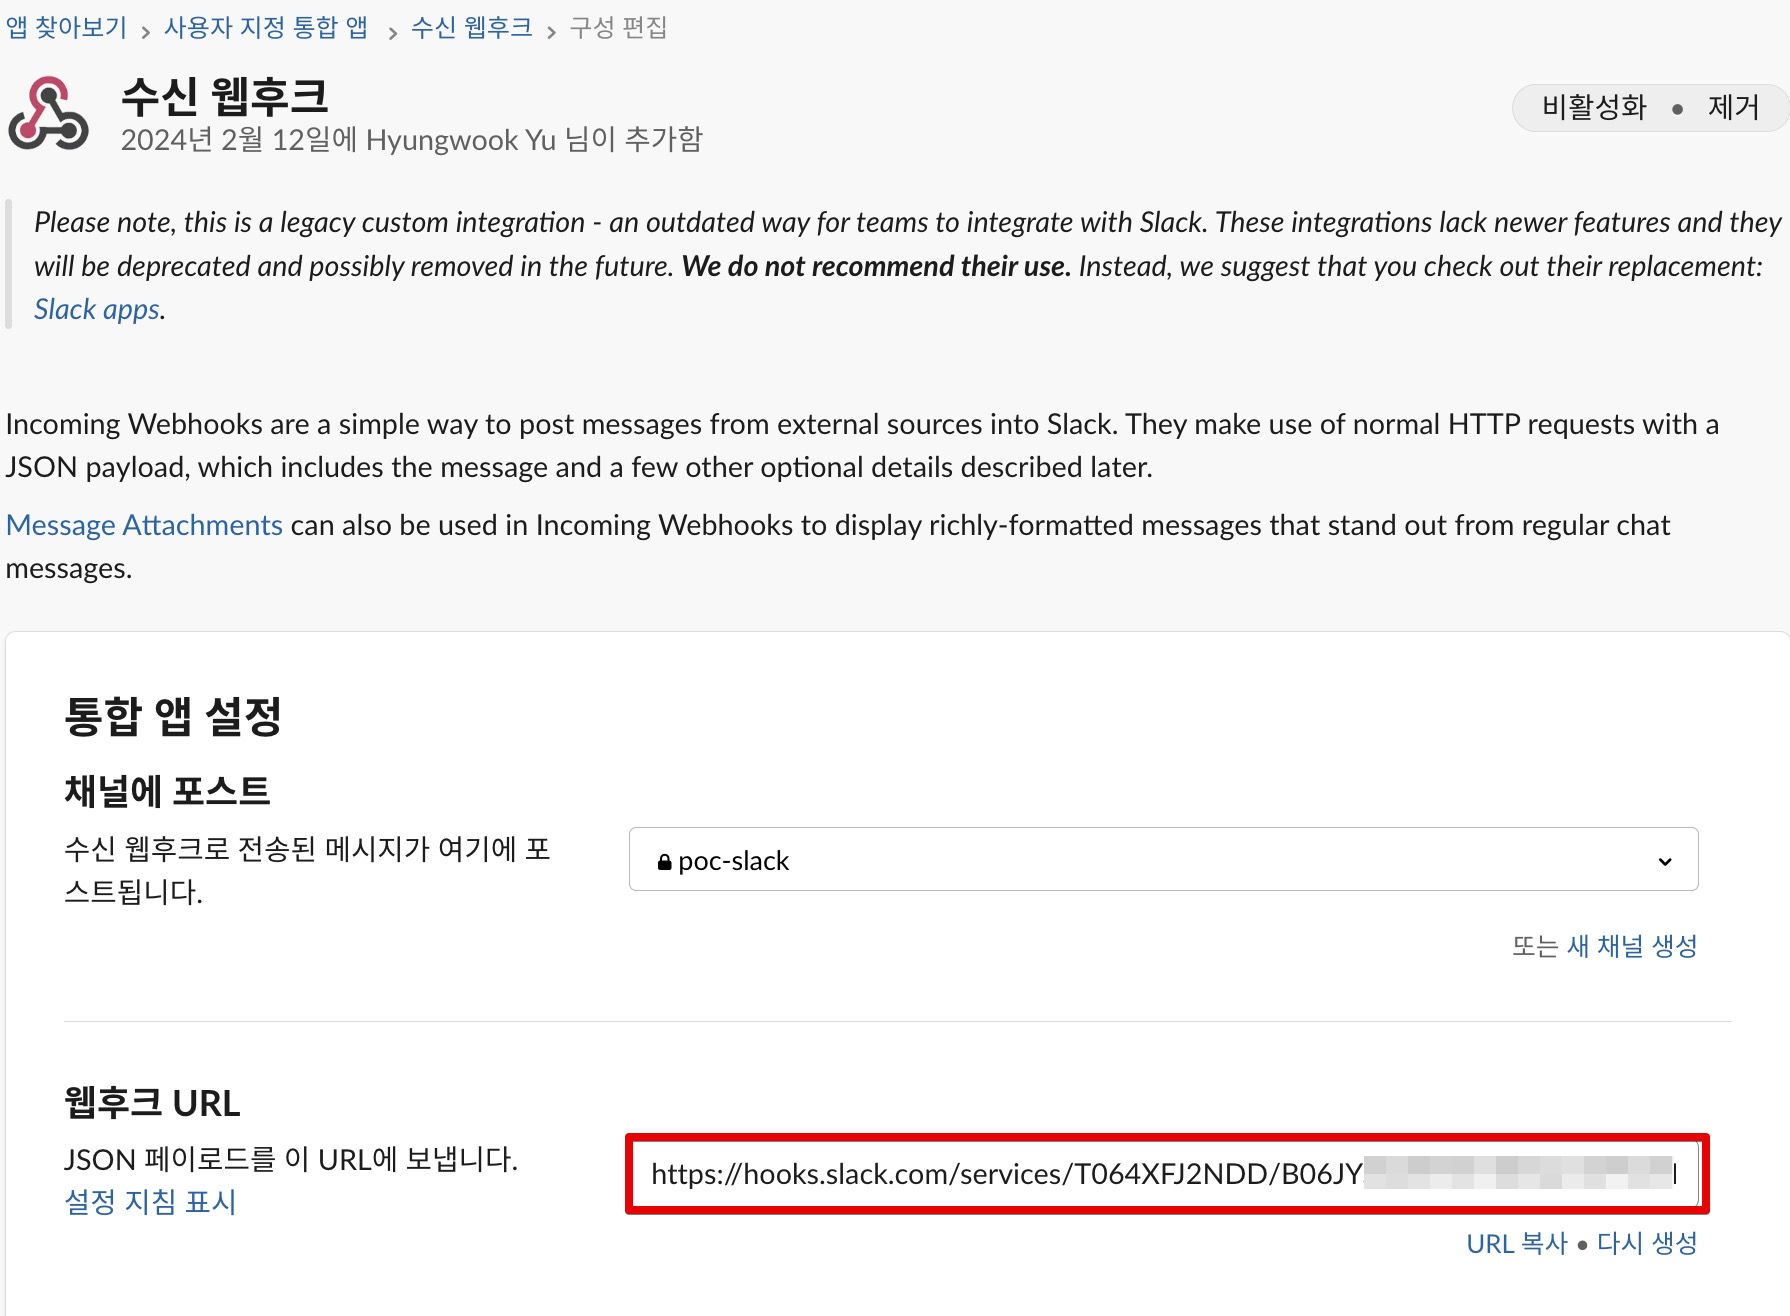 앱 찾아보기 › 사용자 지정 통합 앱 › 수신 웹후크 › 구성 편집
수신 웹후크
2024년 2월 12일에 Hyungwook Yu 님이 추가함
비활성화 • 제거
Please note, this is a legacy custom integration - an outdated way for teams to integrate with Slack. These integrations lack newer features and they
will be deprecated and possibly removed in the future. We do not recommend their use. Instead, we suggest that you check out their replacement:
Slack apps.
Incoming Webhooks are a simple way to post messages from external sources into Slack. They make use of normal HTTP requests with a
JSON payload, which includes the message and a few other optional details described later.
Message Attachments can also be used in Incoming Webhooks to display richly-formatted messages that stand out from regular chat
messages.
통합 앱 설정
채널에 포스트
수신 웹후크로 전송된 메시지가 여기에 포
스트됩니다.
poc-slack
또는 새 채널 생성
웹후크 URL
JSON 페이로드를 이 URL에 보냅니다.
설정 지침 표시
https://hooks.slack.com/services/T064XFJ2NDD/B06JY
URL 복사 • 다시 생성